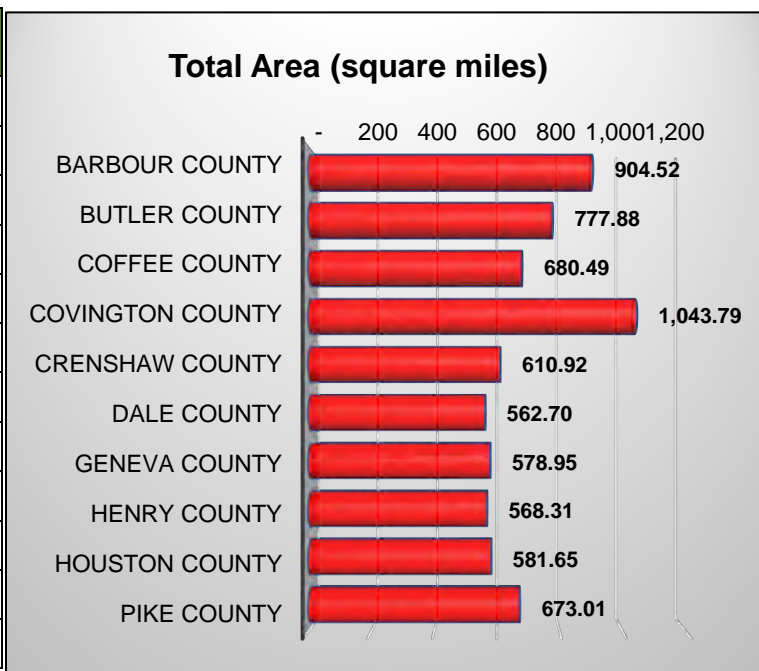 Total Area (square miles)
- 200 400 600 800 1,000 1,200
BARBOUR COUNTY 904.52
BUTLER COUNTY 777.88
COFFEE COUNTY 680.49
COVINGTON COUNTY 1,043.79
CRENSHAW COUNTY 610.92
DALE COUNTY 562.70
GENEVA COUNTY 578.95
HENRY COUNTY 568.31
HOUSTON COUNTY 581.65
PIKE COUNTY 673.01